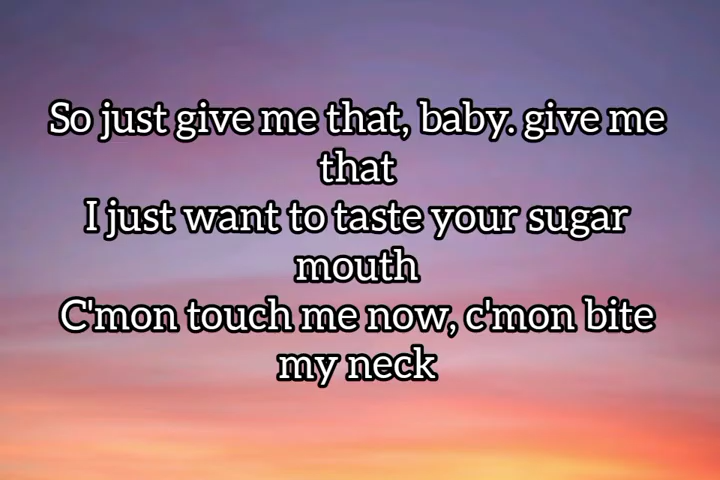 So just give me that, baby. give me
that
I just want to taste your sugar
mouth
C'mon touch me now, c'mon bite
my neck